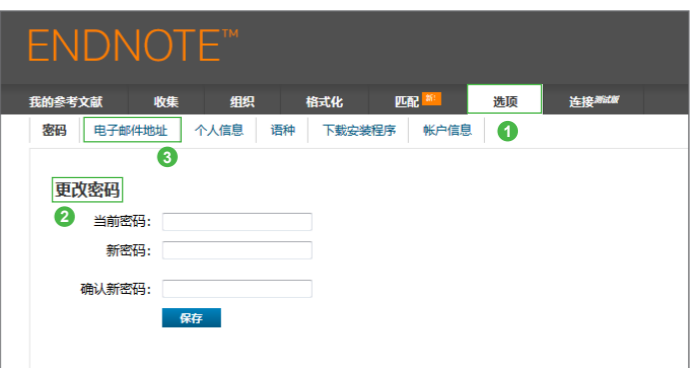 ENDNOTE™
我的参考文献 收集 组织 格式化 匹配 新! 选项 连接测试版
密码 电子邮件地址 个人信息 语种 下载安装程序 帐户信息 1
3
更改密码
2 当前密码：
新密码：
确认新密码：
保存